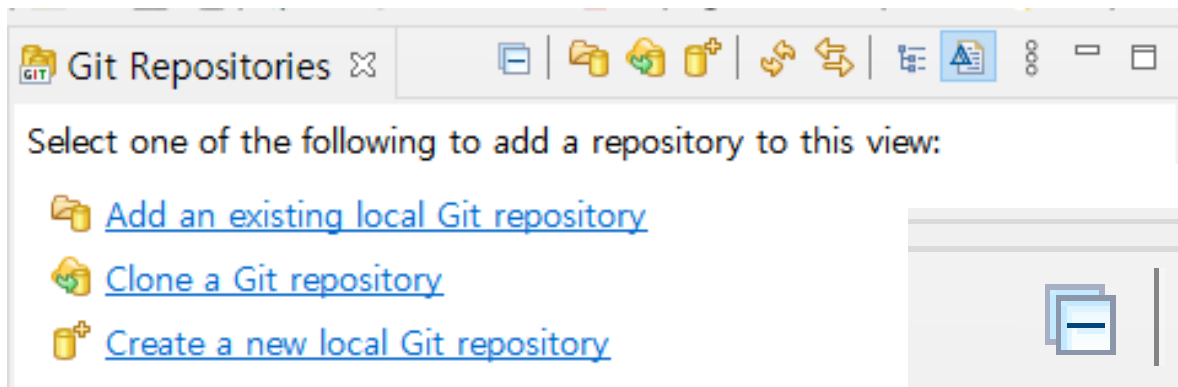 GIT Git Repositories
Select one of the following to add a repository to this view:
Add an existing local Git repository
Clone a Git repository
Create a new local Git repository